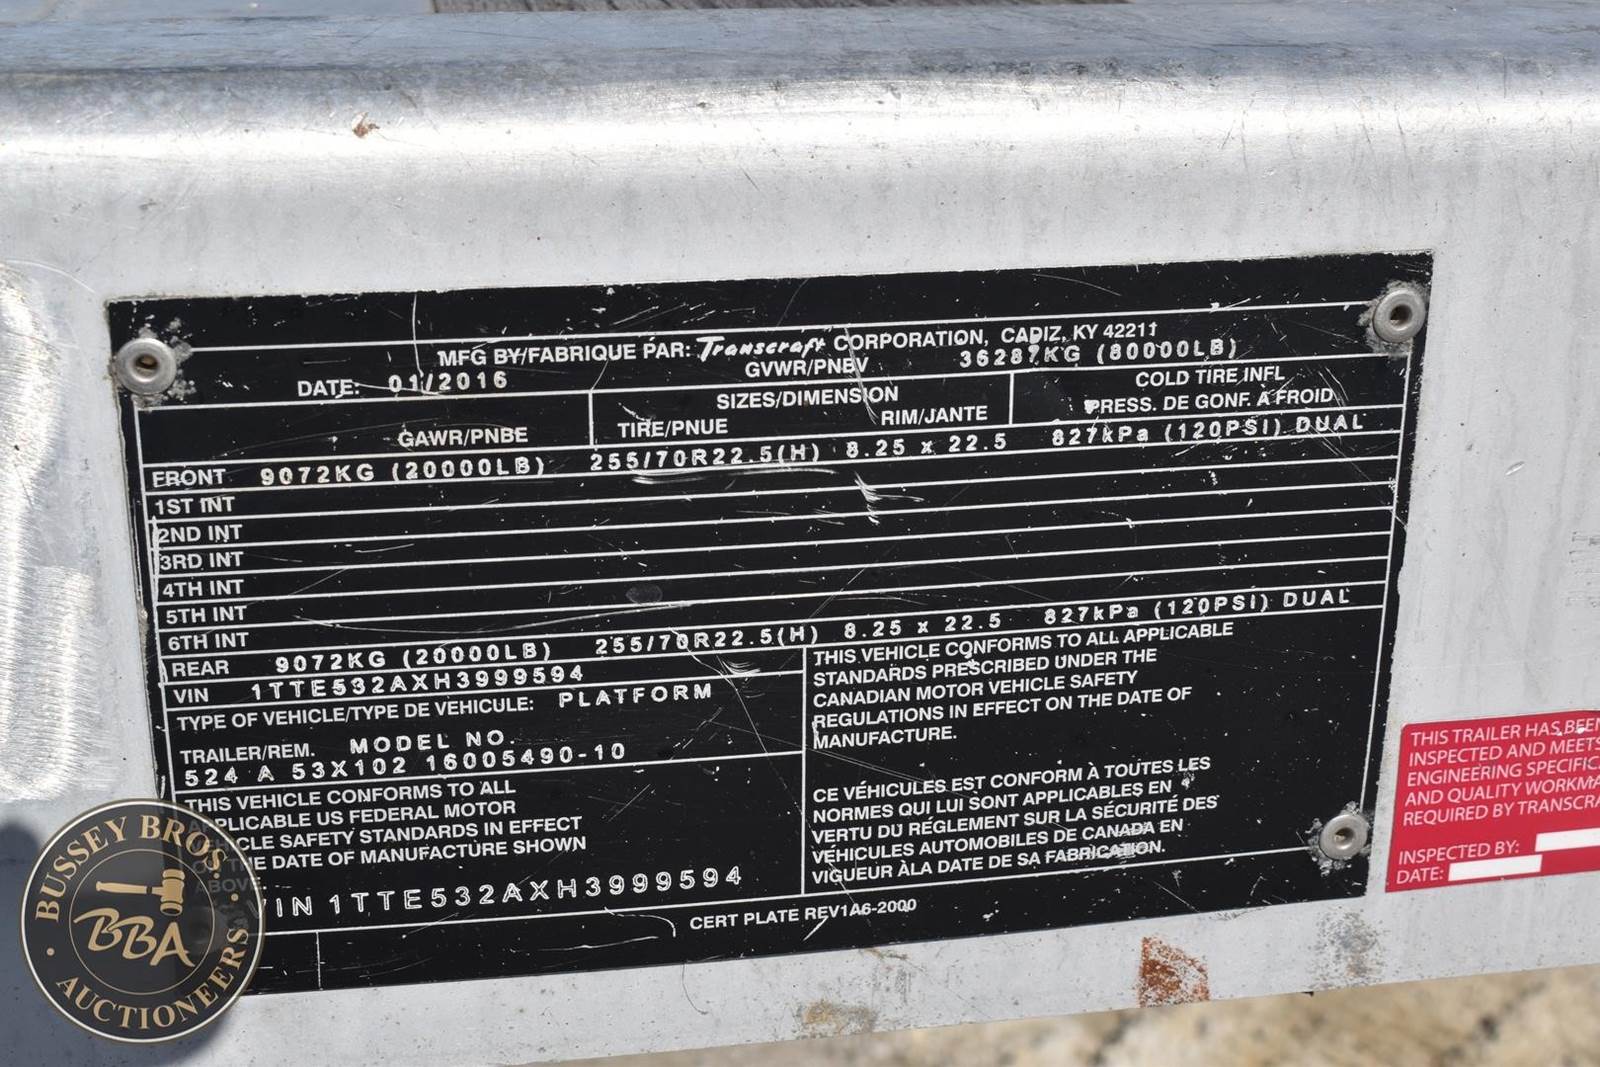 MFG BY/FABRIQUE PAR: Transcraft CORPORATION, CADIZ, KY 42211
DATE: 01/2016 GVWR/PNBV 36287KG (80000LB)
GAWR/PNBE
SIZES/DIMENSION
TIRE/PNUE RIM/JANTE
COLD TIRE INFL
PRESS. DE GONF. À FROID
FRONT 9072KG (20000LB) 255/70R22.5(H) 8.25 x 22.5 827kPa (120PSI) DUAL
1ST INT
2ND INT
3RD INT
4TH INT
5TH INT
6TH INT
REAR 9072KG (20000LB) 255/70R22.5(H) 8.25 x 22.5 827kPa (120PSI) DUAL
VIN 1TTE532AXH3999594
TYPE OF VEHICLE/TYPE DE VEHICULE: PLATFORM
TRAILER/REM. MODEL NO.
524 A 53X102 16005490-10
THIS VEHICLE CONFORMS TO ALL
APPLICABLE US FEDERAL MOTOR
VEHICLE SAFETY STANDARDS IN EFFECT
THE DATE OF MANUFACTURE SHOWN
ABOVE.
VIN 1TTE532AXH3999594
THIS VEHICLE CONFORMS TO ALL APPLICABLE
STANDARDS PRESCRIBED UNDER THE
CANADIAN MOTOR VEHICLE SAFETY
REGULATIONS IN EFFECT ON THE DATE OF
MANUFACTURE.
CE VÉHICULES EST CONFORM À TOUTES LES
NORMES QUI LUI SONT APPLICABLES EN
VERTU DU RÉGLEMENT SUR LA SÉCURITÉ DES
VÉHICULES AUTOMOBILES DE CANADA EN
VIGUEUR ÀLA DATE DE SA FABRICATION.
CERT PLATE REV1A6-2000
THIS TRAILER HAS BEEN
INSPECTED AND MEETS
ENGINEERING SPECIFIC
AND QUALITY WORKMA
REQUIRED BY TRANSCRA
INSPECTED BY:
DATE:
BUSSEY BROS.
BBA
AUCTIONEERS